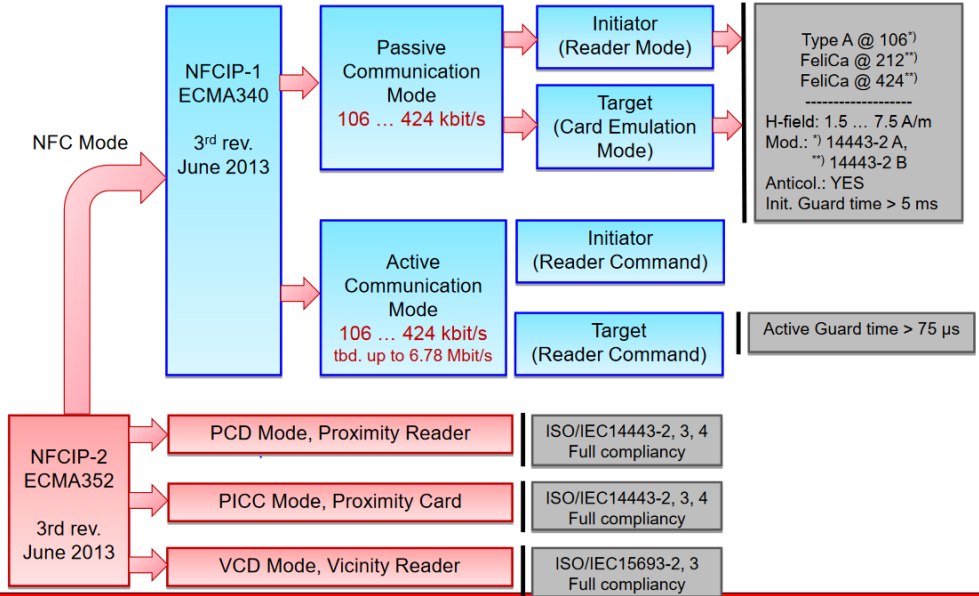 NFC Mode
NFCIP-1
ECMA340
3rd rev.
June 2013
Passive
Communication
Mode
106 … 424 kbit/s
Initiator
(Reader Mode)
Target
(Card Emulation
Mode)
Type A @ 106*)
FeliCa @ 212**)
FeliCa @ 424**)
--------------------
H-field: 1.5 … 7.5 A/m
Mod.: *) 14443-2 A,
**) 14443-2 B
Anticol.: YES
Init. Guard time > 5 ms
Active
Communication
Mode
106 … 424 kbit/s
tbd. up to 6.78 Mbit/s
Initiator
(Reader Command)
Target
(Reader Command)
Active Guard time > 75 µs
NFCIP-2
ECMA352
3rd rev.
June 2013
PCD Mode, Proximity Reader
ISO/IEC14443-2, 3, 4
Full compliancy
PICC Mode, Proximity Card
ISO/IEC14443-2, 3, 4
Full compliancy
VCD Mode, Vicinity Reader
ISO/IEC15693-2, 3
Full compliancy